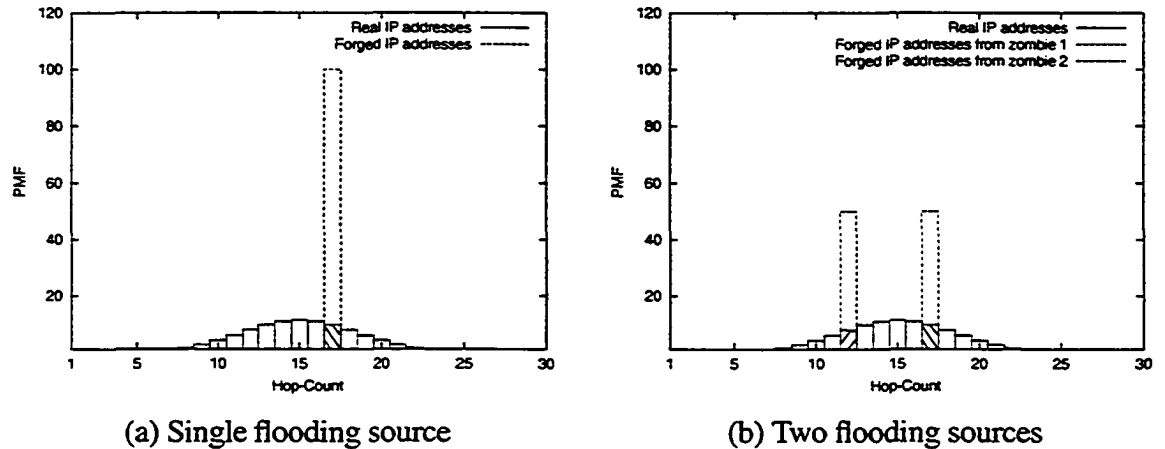 120
100
80
60
40
20
PMF
Real IP addresses
Forged IP addresses
1
5
10
15
20
25
30
Hop-Count
(a) Single flooding source
120
100
80
60
40
20
PMF
Real IP addresses
Forged IP addresses from zombie 1
Forged IP addresses from zombie 2
1
5
10
15
20
25
30
Hop-Count
(b) Two flooding sources